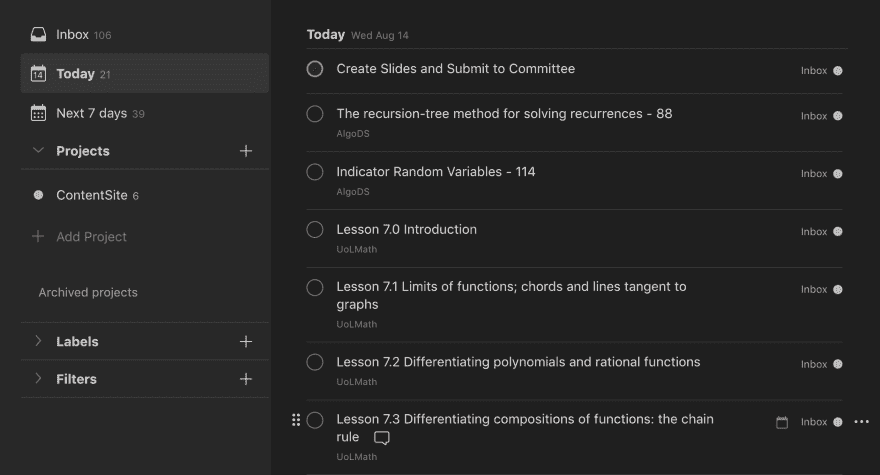 Inbox 106
14 Today 21
Next 7 days 39
Projects
ContentSite 6
Add Project
Archived projects
Labels
Filters
Today Wed Aug 14
Create Slides and Submit to Committee
Inbox
The recursion-tree method for solving recurrences - 88
Inbox
AlgoDS
Indicator Random Variables - 114
Inbox
AlgoDS
Lesson 7.0 Introduction
Inbox
UoLMath
Lesson 7.1 Limits of functions; chords and lines tangent to
graphs
Inbox
UoLMath
Lesson 7.2 Differentiating polynomials and rational functions
Inbox
UoLMath
Lesson 7.3 Differentiating compositions of functions: the chain
rule
Inbox
UoLMath